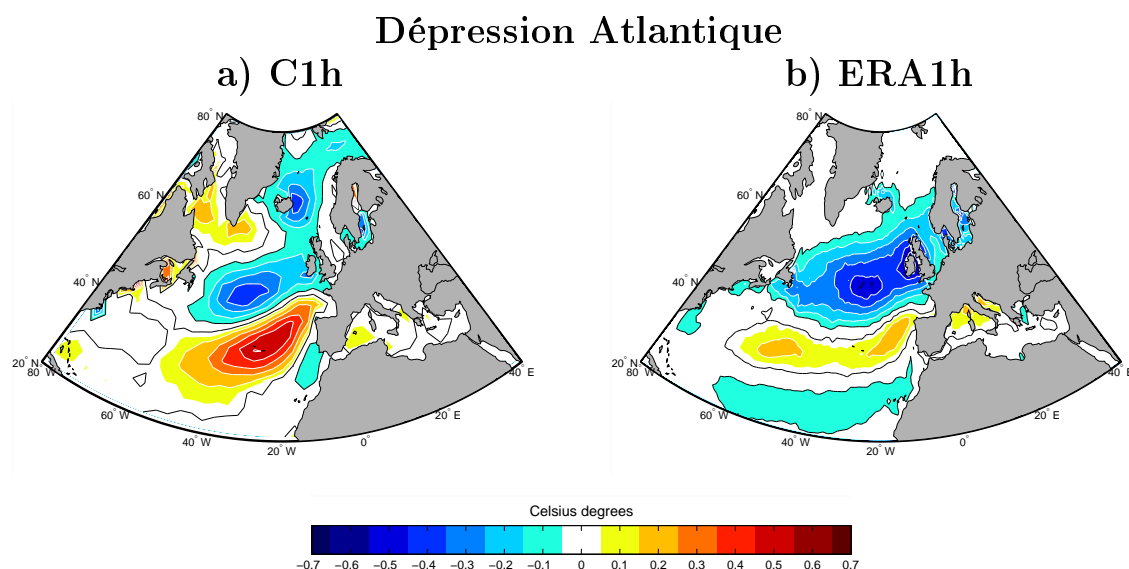 Dépression Atlantique
a) C1h
b) ERA1h
80° N
60° N
40° N
20° N
80° W
60° W
40° W
20° W
0°
20° E
40° E
80° N
60° N
40° N
20° N
80° W
60° W
40° W
20° W
0°
20° E
40° E
Celsius degrees
−0.7 −0.6 −0.5 −0.4 −0.3 −0.2 −0.1 0 0.1 0.2 0.3 0.4 0.5 0.6 0.7